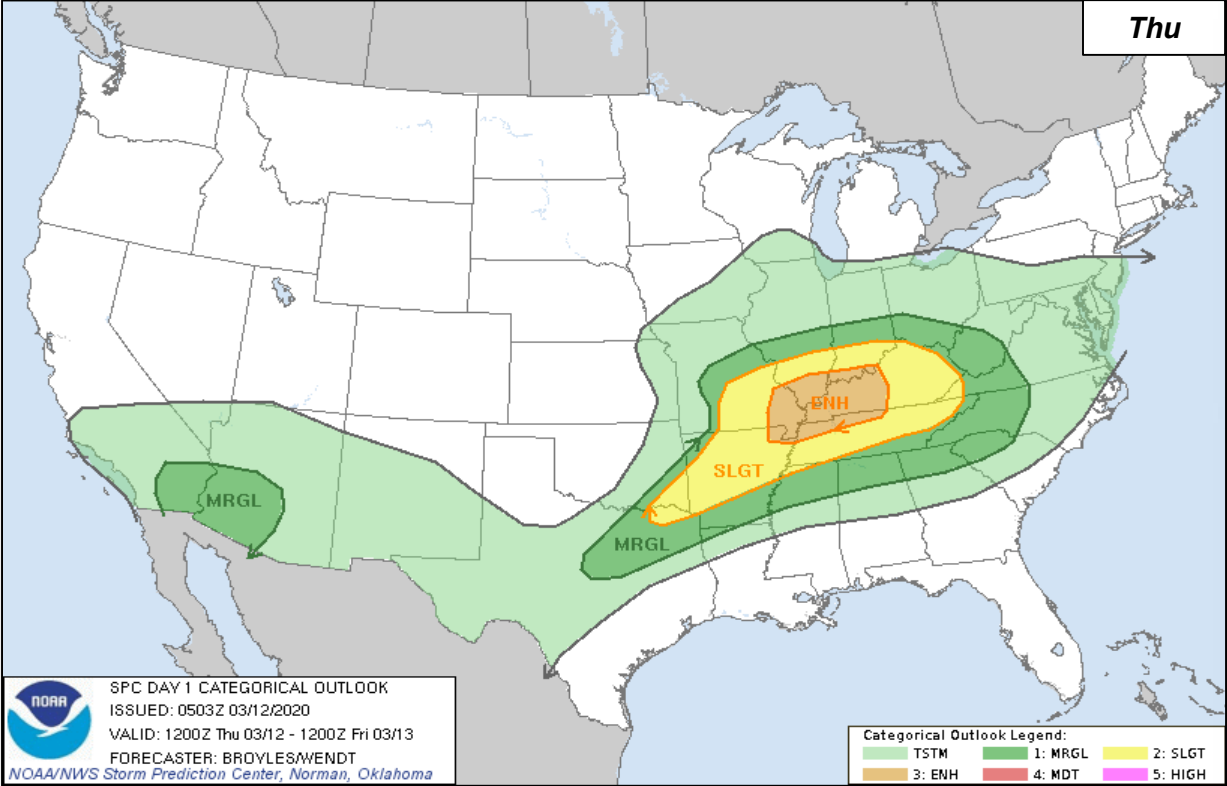 Thu
ENH
SLGT
MRGL
MRGL
NOAA
SPC DAY 1 CATEGORICAL OUTLOOK
ISSUED: 0503Z 03/12/2020
VALID: 1200Z Thu 03/12 - 1200Z Fri 03/13
FORECASTER: BROYLES/WENDT
NOAA/NWS Storm Prediction Center, Norman, Oklahoma
Categorical Outlook Legend:
TSTM 1: MRGL 2: SLGT
3: ENH 4: MDT 5: HIGH